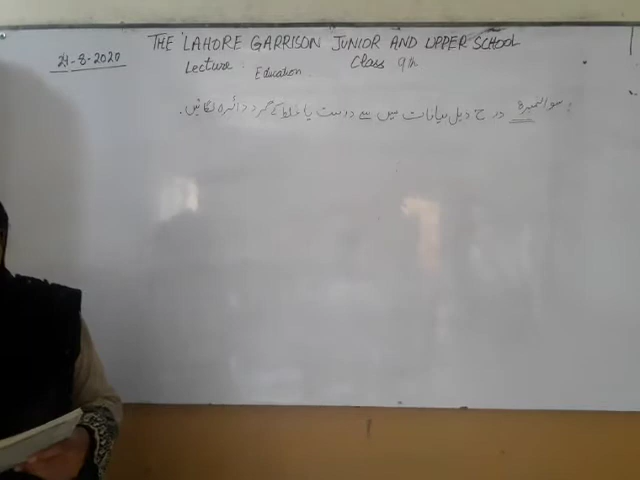 THE LAHORE GARRISON JUNIOR AND UPPER SCHOOL
21-8-2020
Lecture: Education Class 9th
سوال نمبر۵: درج ذیل بیانات میں سے درست یا غلط کے گرد دائرہ لگائیں۔